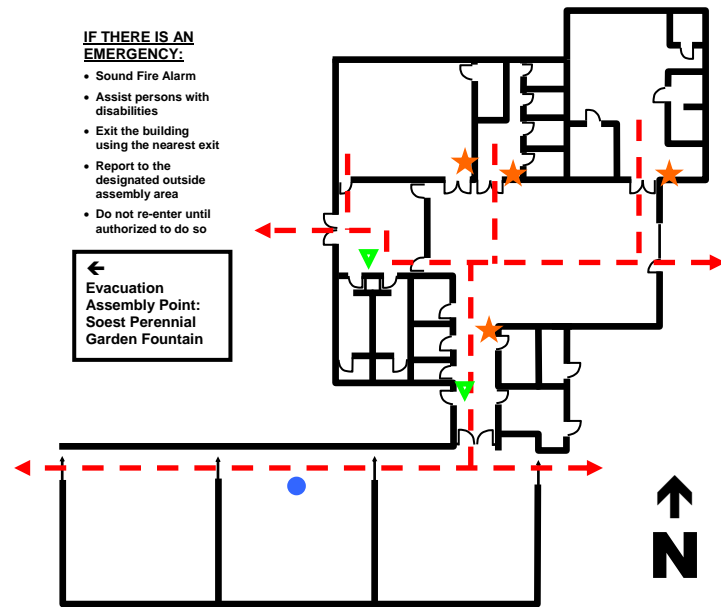 IF THERE IS AN
EMERGENCY:
• Sound Fire Alarm
• Assist persons with
disabilities
• Exit the building
using the nearest exit
• Report to the
designated outside
assembly area
• Do not re-enter until
authorized to do so
←
Evacuation
Assembly Point:
Soest Perennial
Garden Fountain
N